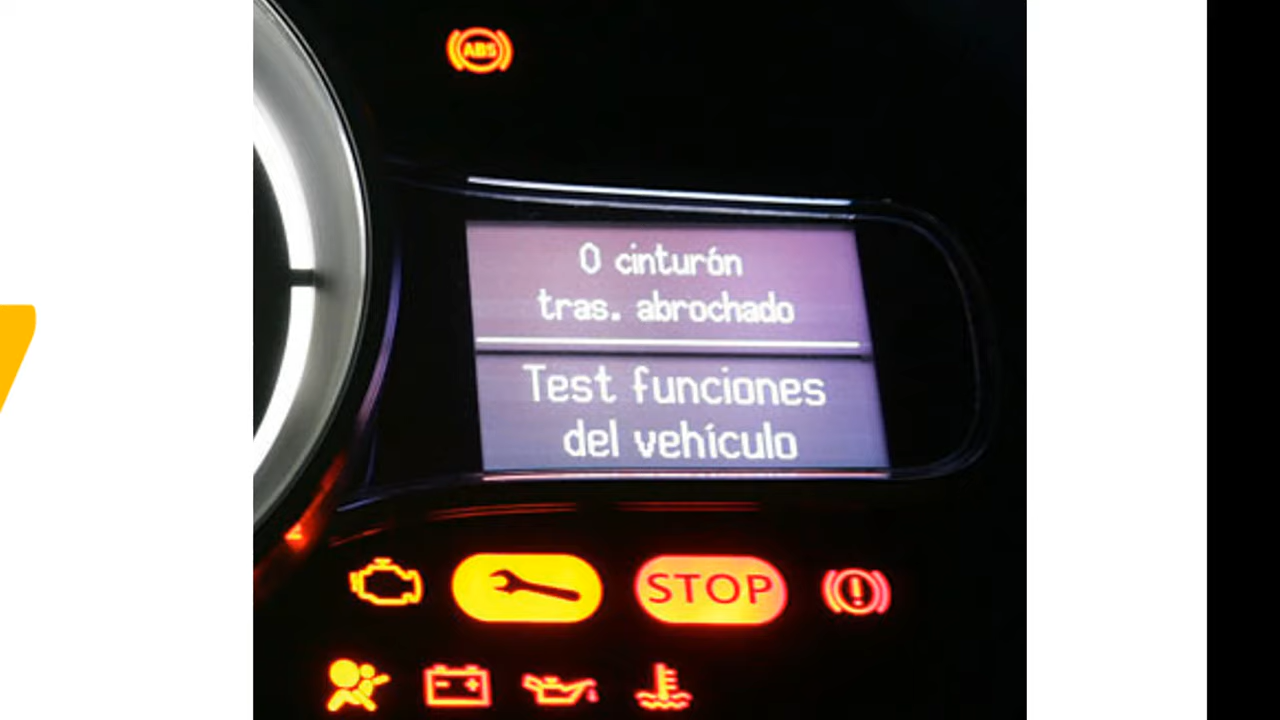 ABS
0 cinturón
tras. abrochado
Test funciones
del vehículo
STOP